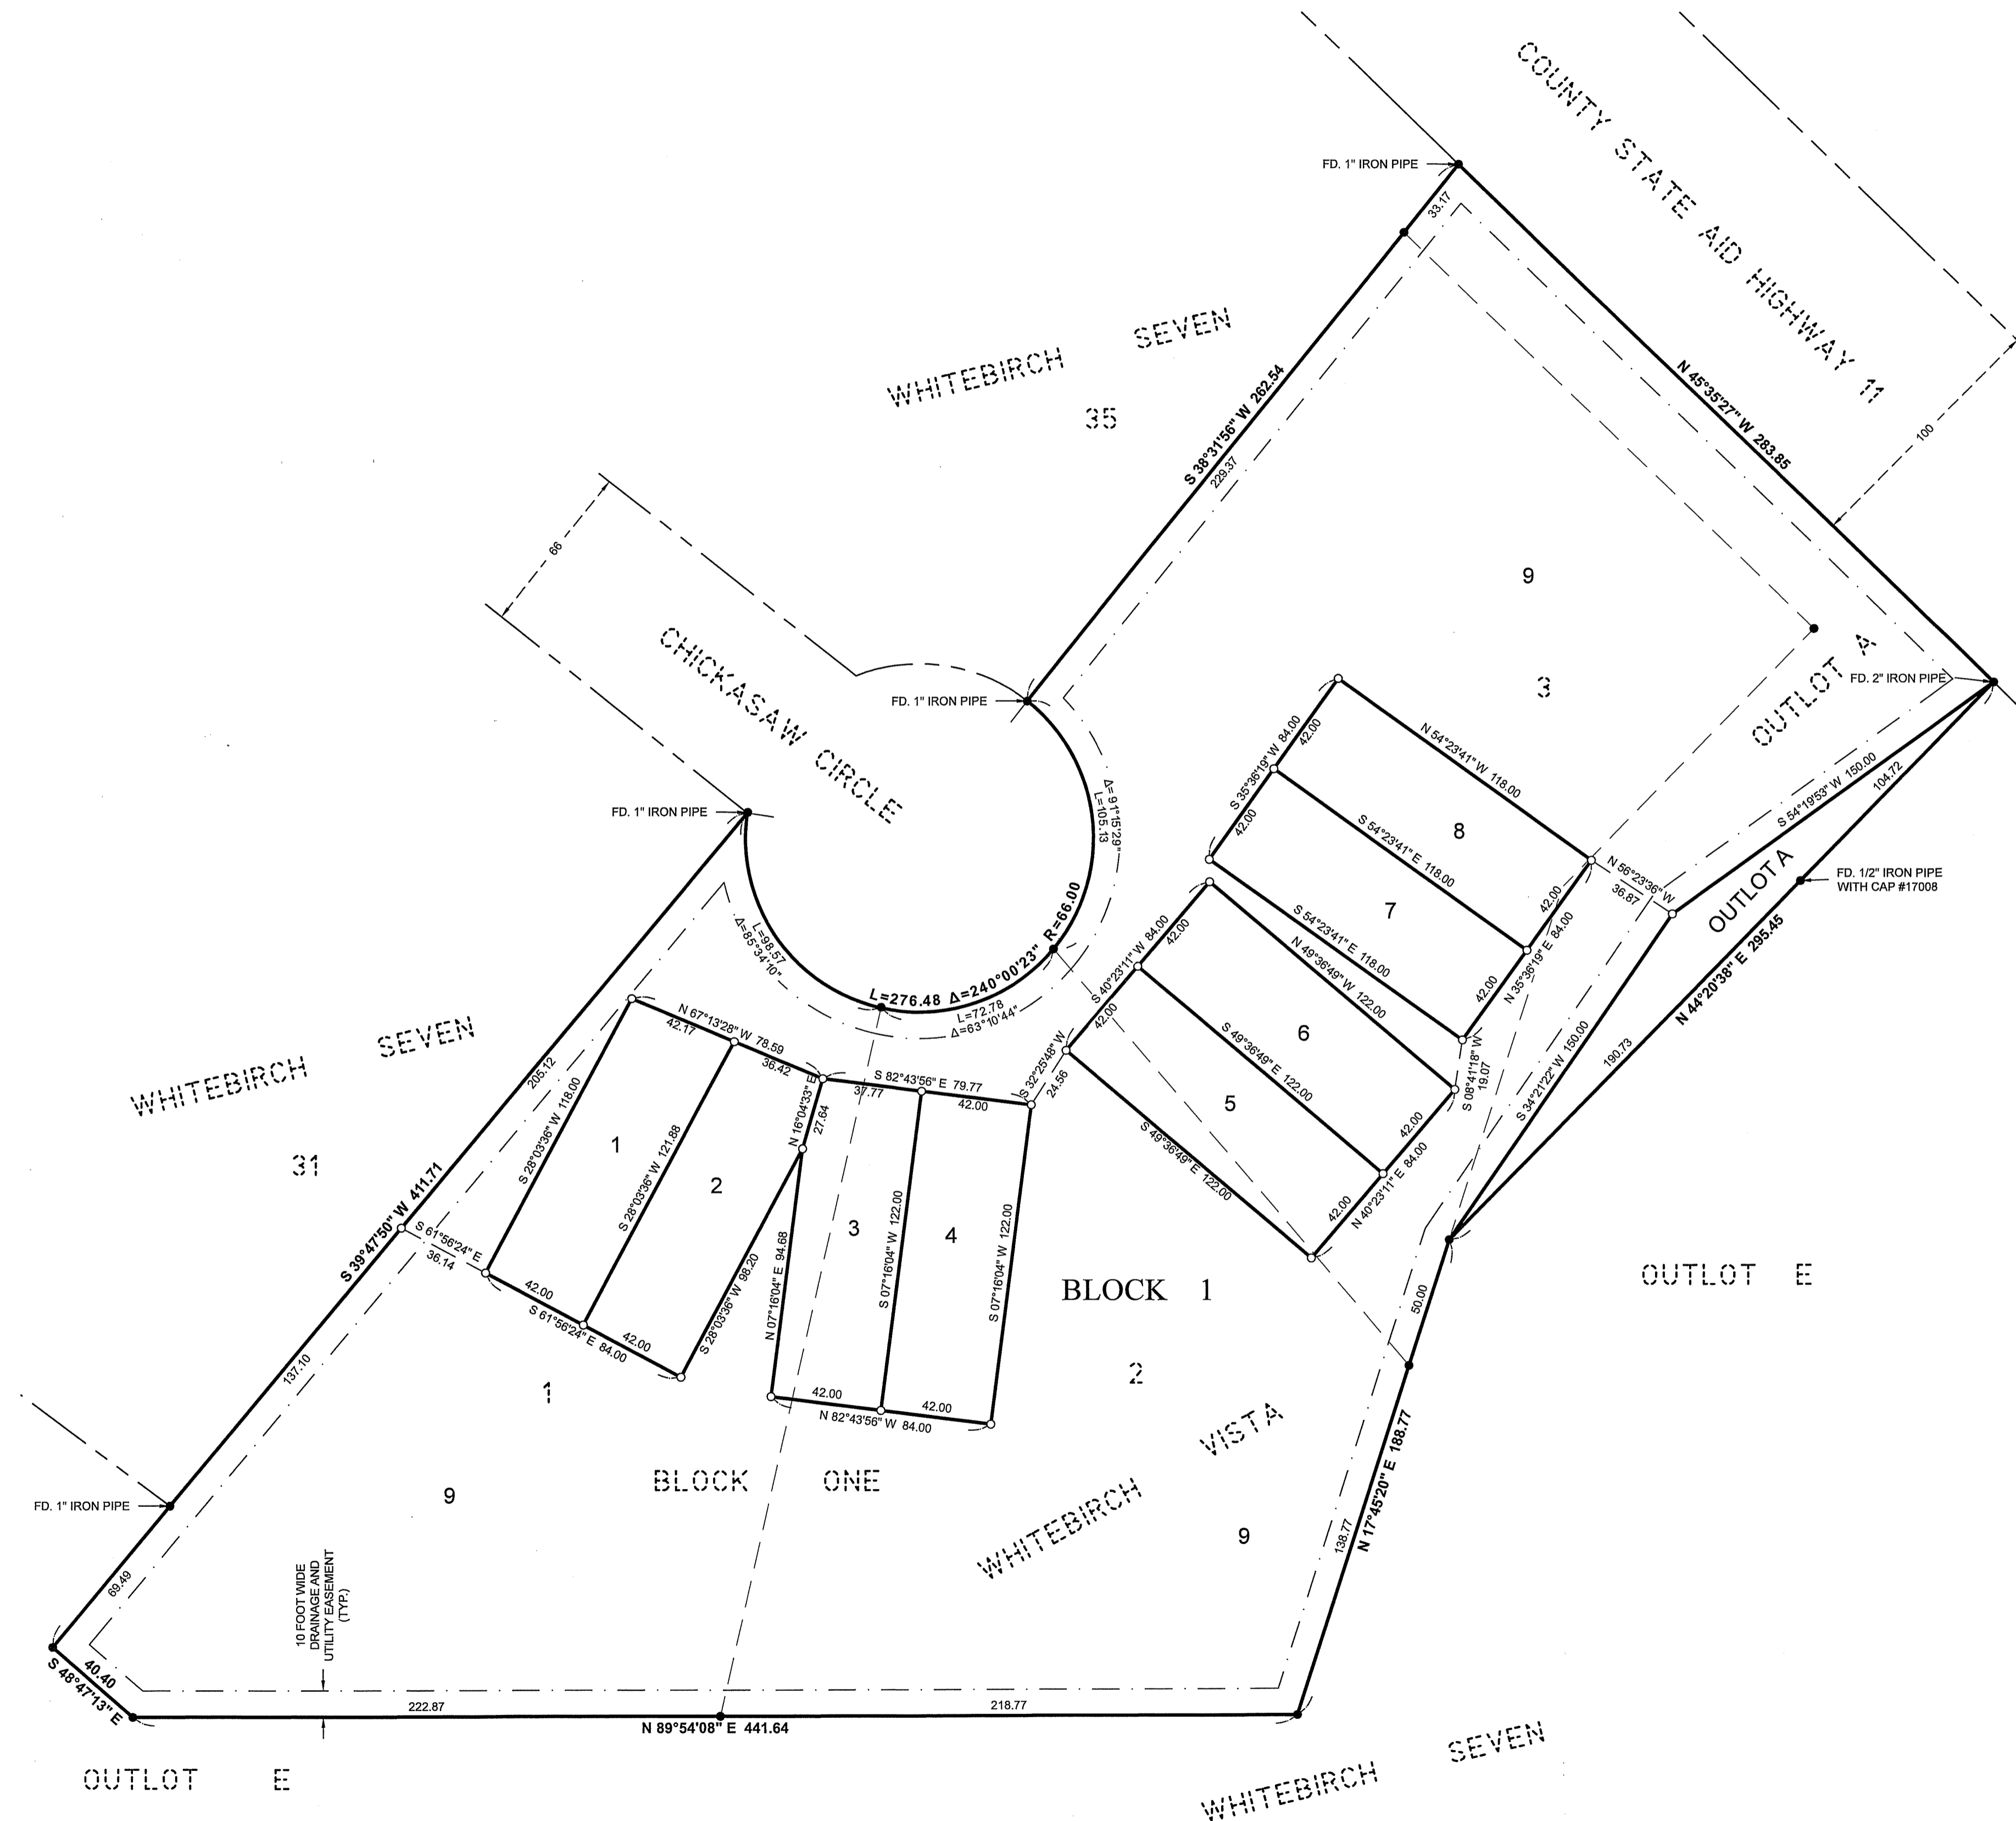 COUNTY STATE AID HIGHWAY 11
FD. 1" IRON PIPE
33.17
WHITEBIRCH SEVEN
35
S 38°31'56" W 262.54
229.37
N 45°35'27" W 283.85
100
66
9
CHICKASAW CIRCLE
FD. 1" IRON PIPE
3
OUTLOT A
FD. 2" IRON PIPE
FD. 1" IRON PIPE
Δ= 91°15'29"
L=105.13
S 35°36'19" W 84.00
42.00
42.00
N 54°23'41" W 118.00
8
S 54°23'41" E 118.00
7
S 54°23'41" E 118.00
42.00
42.00
N 35°36'19" E 84.00
N 56°23'36" W
36.87
S 54°19'53" W 150.00
104.72
OUTLOT A
FD. 1/2" IRON PIPE
WITH CAP #17008
N 44°20'38" E 295.45
190.73
S 34°21'22" W 150.00
L=98.57
Δ=85°34'10"
L=276.48 Δ=240°00'23" R=66.00
L=72.78
Δ=63°10'44"
S 40°23'11" W 84.00
42.00
42.00
N 49°36'49" W 122.00
6
S 49°36'49" E 122.00
5
S 49°36'49" E 122.00
S 08°41'18" W
19.07
42.00
42.00
N 40°23'11" E 84.00
S 32°25'48" W
24.56
WHITEBIRCH SEVEN
31
205.12
S 39°47'50" W 411.71
N 67°13'28" W 78.59
42.17
36.42
S 28°03'36" W 118.00
1
S 28°03'36" W 121.88
2
N 16°04'33" E
27.64
S 28°03'36" W 98.20
S 61°56'24" E
36.14
42.00
42.00
S 61°56'24" E 84.00
S 82°43'56" E 79.77
37.77
42.00
N 07°16'04" E 94.68
3
S 07°16'04" W 122.00
4
S 07°16'04" W 122.00
42.00
42.00
N 82°43'56" W 84.00
BLOCK 1
OUTLOT E
50.00
2
137.10
1
BLOCK ONE
WHITEBIRCH VISTA
9
9
138.77
N 17°45'20" E 188.77
FD. 1" IRON PIPE
69.49
10 FOOT WIDE
DRAINAGE AND
UTILITY EASEMENT
(TYP.)
40.40
S 48°47'13" E
222.87
218.77
N 89°54'08" E 441.64
OUTLOT E
WHITEBIRCH SEVEN